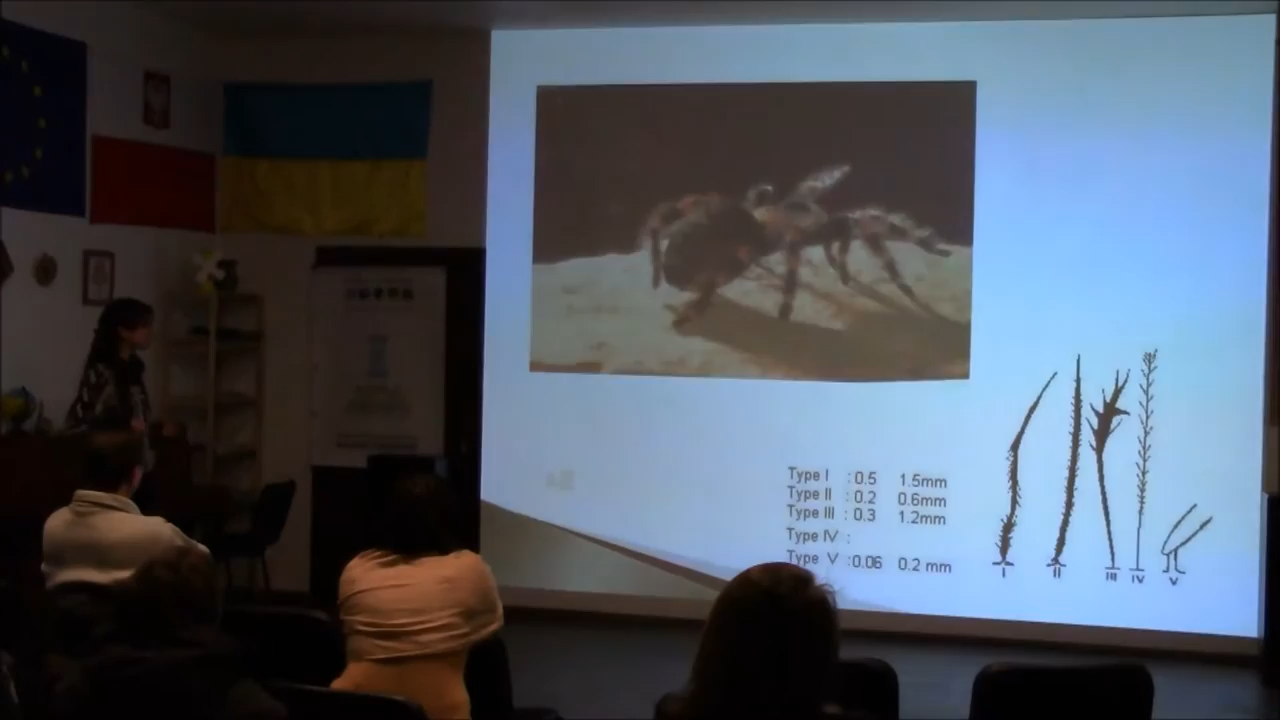 Type I : 0.5 1.5mm
Type II : 0.2 0.6mm
Type III : 0.3 1.2mm
Type IV :
Type V :0.06 0.2 mm
I II III IV V